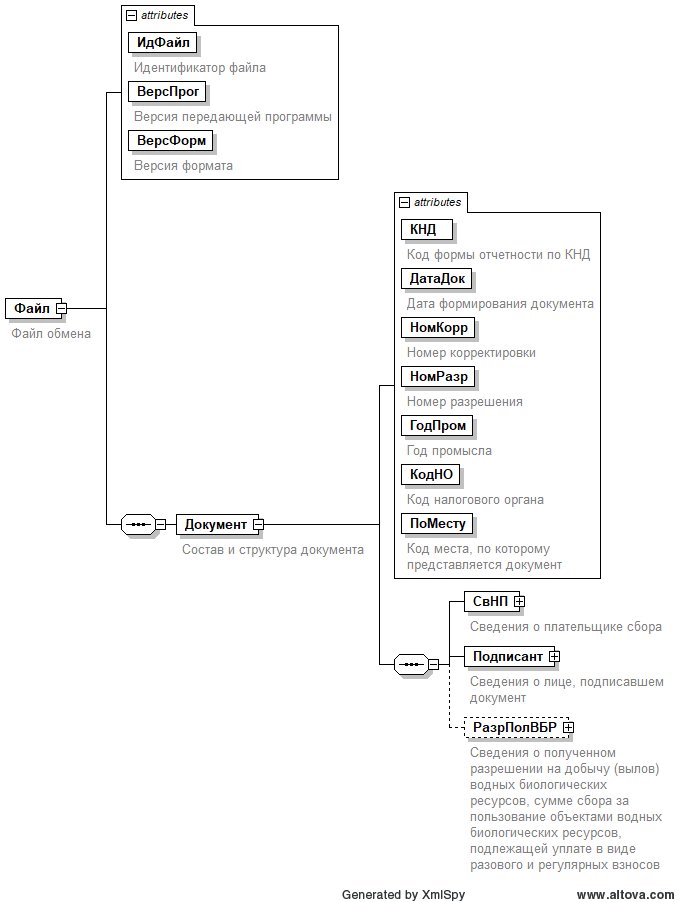 attributes
ИдФайл
Идентификатор файла
ВерсПрог
Версия передающей программы
ВерсФорм
Версия формата
Файл
Файл обмена
Документ
Состав и структура документа
attributes
КНД
Код формы отчетности по КНД
ДатаДок
Дата формирования документа
НомКорр
Номер корректировки
НомРазр
Номер разрешения
ГодПром
Год промысла
КодНО
Код налогового органа
ПоМесту
Код места, по которому
представляется документ
СвНП
Сведения о плательщике сбора
Подписант
Сведения о лице, подписавшем
документ
РазрПолВБР
Сведения о полученном
разрешении на добычу (вылов)
водных биологических
ресурсов, сумме сбора за
пользование объектами водных
биологических ресурсов,
подлежащей уплате в виде
разового и регулярных взносов
Generated by XmlSpy
www.altova.com